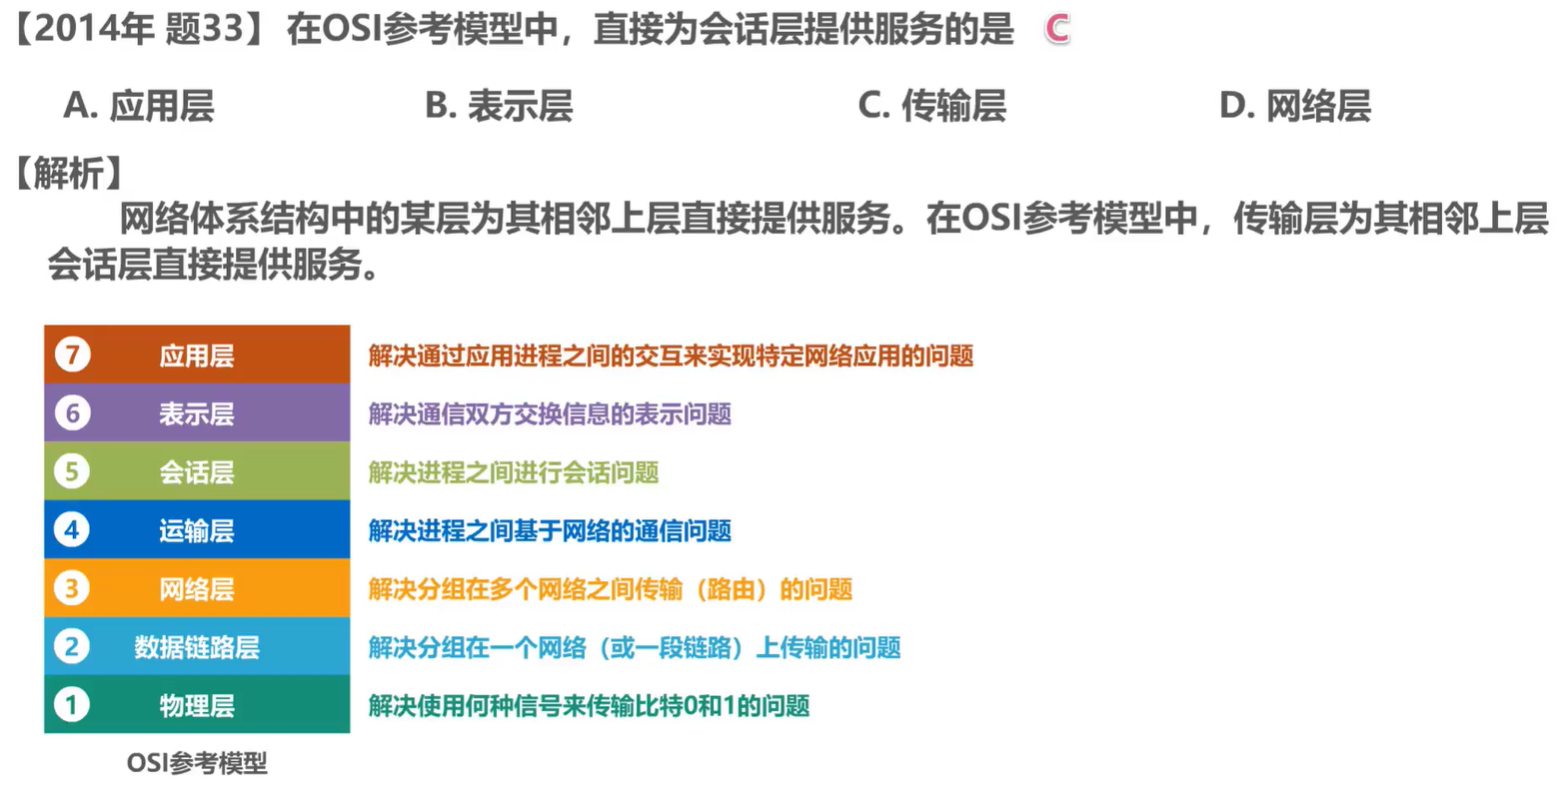 【2014年 题33】在OSI参考模型中，直接为会话层提供服务的是 C
A. 应用层 B. 表示层 C. 传输层 D. 网络层
【解析】
网络体系结构中的某层为其相邻上层直接提供服务。在OSI参考模型中，传输层为其相邻上层
会话层直接提供服务。
7 应用层 解决通过应用进程之间的交互来实现特定网络应用的问题
6 表示层 解决通信双方交换信息的表示问题
5 会话层 解决进程之间进行会话问题
4 运输层 解决进程之间基于网络的通信问题
3 网络层 解决分组在多个网络之间传输（路由）的问题
2 数据链路层 解决分组在一个网络（或一段链路）上传输的问题
1 物理层 解决使用何种信号来传输比特0和1的问题
OSI参考模型